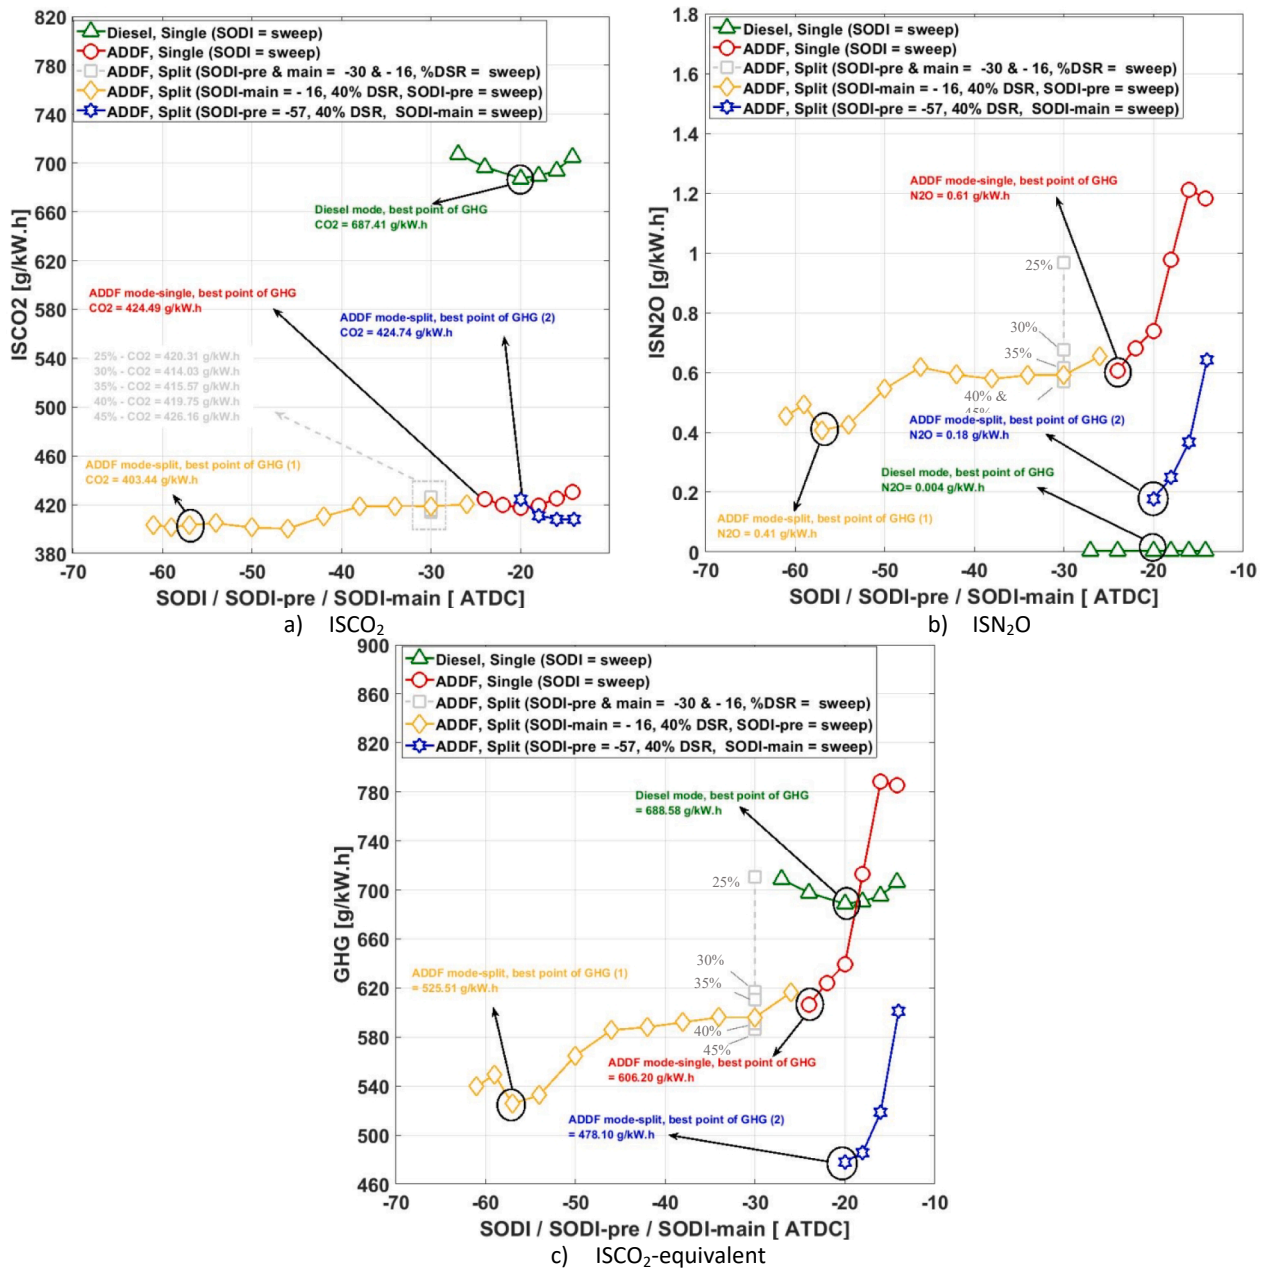 820
780
740
700
660
620
580
540
500
460
420
380
ISCO2 [g/kW.h]
Diesel, Single (SODI = sweep)
ADDF, Single (SODI = sweep)
ADDF, Split (SODI-pre & main = -30 & - 16, %DSR = sweep)
ADDF, Split (SODI-main = - 16, 40% DSR, SODI-pre = sweep)
ADDF, Split (SODI-pre = -57, 40% DSR, SODI-main = sweep)
Diesel mode, best point of GHG
CO2 = 687.41 g/kW.h
ADDF mode-single, best point of GHG
CO2 = 424.49 g/kW.h
ADDF mode-split, best point of GHG (2)
CO2 = 424.74 g/kW.h
25% - CO2 = 420.31 g/kW.h
30% - CO2 = 414.03 g/kW.h
35% - CO2 = 415.57 g/kW.h
40% - CO2 = 419.75 g/kW.h
45% - CO2 = 426.16 g/kW.h
ADDF mode-split, best point of GHG (1)
CO2 = 403.44 g/kW.h
-70 -60 -50 -40 -30 -20
SODI / SODI-pre / SODI-main [ ATDC]
a) ISCO2
1.8
1.6
1.4
1.2
1
0.8
0.6
0.4
0.2
0
ISN2O [g/kW.h]
Diesel, Single (SODI = sweep)
ADDF, Single (SODI = sweep)
ADDF, Split (SODI-pre & main = -30 & - 16, %DSR = sweep)
ADDF, Split (SODI-main = - 16, 40% DSR, SODI-pre = sweep)
ADDF, Split (SODI-pre = -57, 40% DSR, SODI-main = sweep)
ADDF mode-single, best point of GHG
N2O = 0.61 g/kW.h
25%
30%
35%
40% &
45%
ADDF mode-split, best point of GHG (2)
N2O = 0.18 g/kW.h
Diesel mode, best point of GHG
N2O= 0.004 g/kW.h
ADDF mode-split, best point of GHG (1)
N2O = 0.41 g/kW.h
-70 -60 -50 -40 -30 -20 -10
SODI / SODI-pre / SODI-main [ ATDC]
b) ISN2O
900
860
820
780
740
700
660
620
580
540
500
460
GHG [g/kW.h]
Diesel, Single (SODI = sweep)
ADDF, Single (SODI = sweep)
ADDF, Split (SODI-pre & main = -30 & - 16, %DSR = sweep)
ADDF, Split (SODI-main = - 16, 40% DSR, SODI-pre = sweep)
ADDF, Split (SODI-pre = -57, 40% DSR, SODI-main = sweep)
Diesel mode, best point of GHG
= 688.58 g/kW.h
25%
30%
35%
40%
45%
ADDF mode-split, best point of GHG (1)
= 525.51 g/kW.h
ADDF mode-single, best point of GHG
= 606.20 g/kW.h
ADDF mode-split, best point of GHG (2)
= 478.10 g/kW.h
-70 -60 -50 -40 -30 -20 -10
SODI / SODI-pre / SODI-main [ ATDC]
c) ISCO2-equivalent